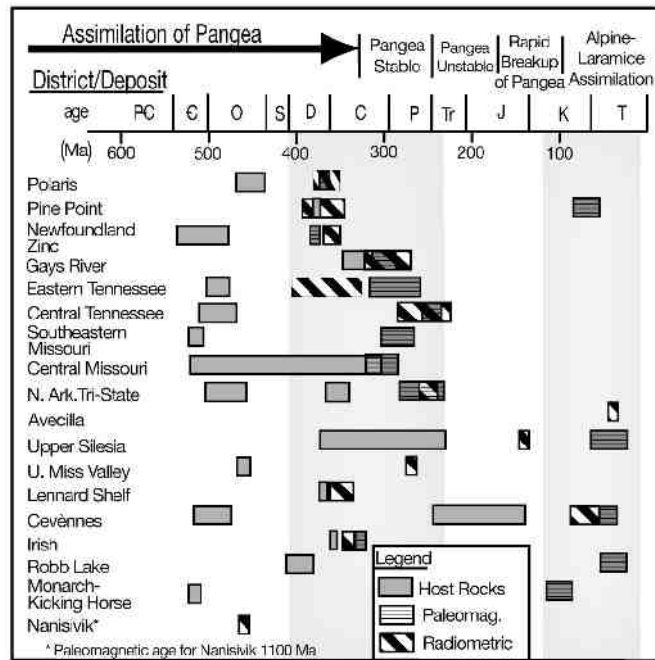 Assimilation of Pangea
Pangea
Stable
Pangea
Unstable
Rapid
Breakup
of Pangea
Alpine-
Laramice
Assimilation
District/Deposit
age PC Є O S D C P Tr J K T
(Ma) 600 500 400 300 200 100
Polaris
Pine Point
Newfoundland
Zinc
Gays River
Eastern Tennessee
Central Tennessee
Southeastern
Missouri
Central Missouri
N. Ark.Tri-State
Avecilla
Upper Silesia
U. Miss Valley
Lennard Shelf
Cevènnes
Irish
Robb Lake
Monarch-
Kicking Horse
Nanisivik*
* Paleomagnetic age for Nanisivik 1100 Ma
Legend
Host Rocks
Paleomag.
Radiometric